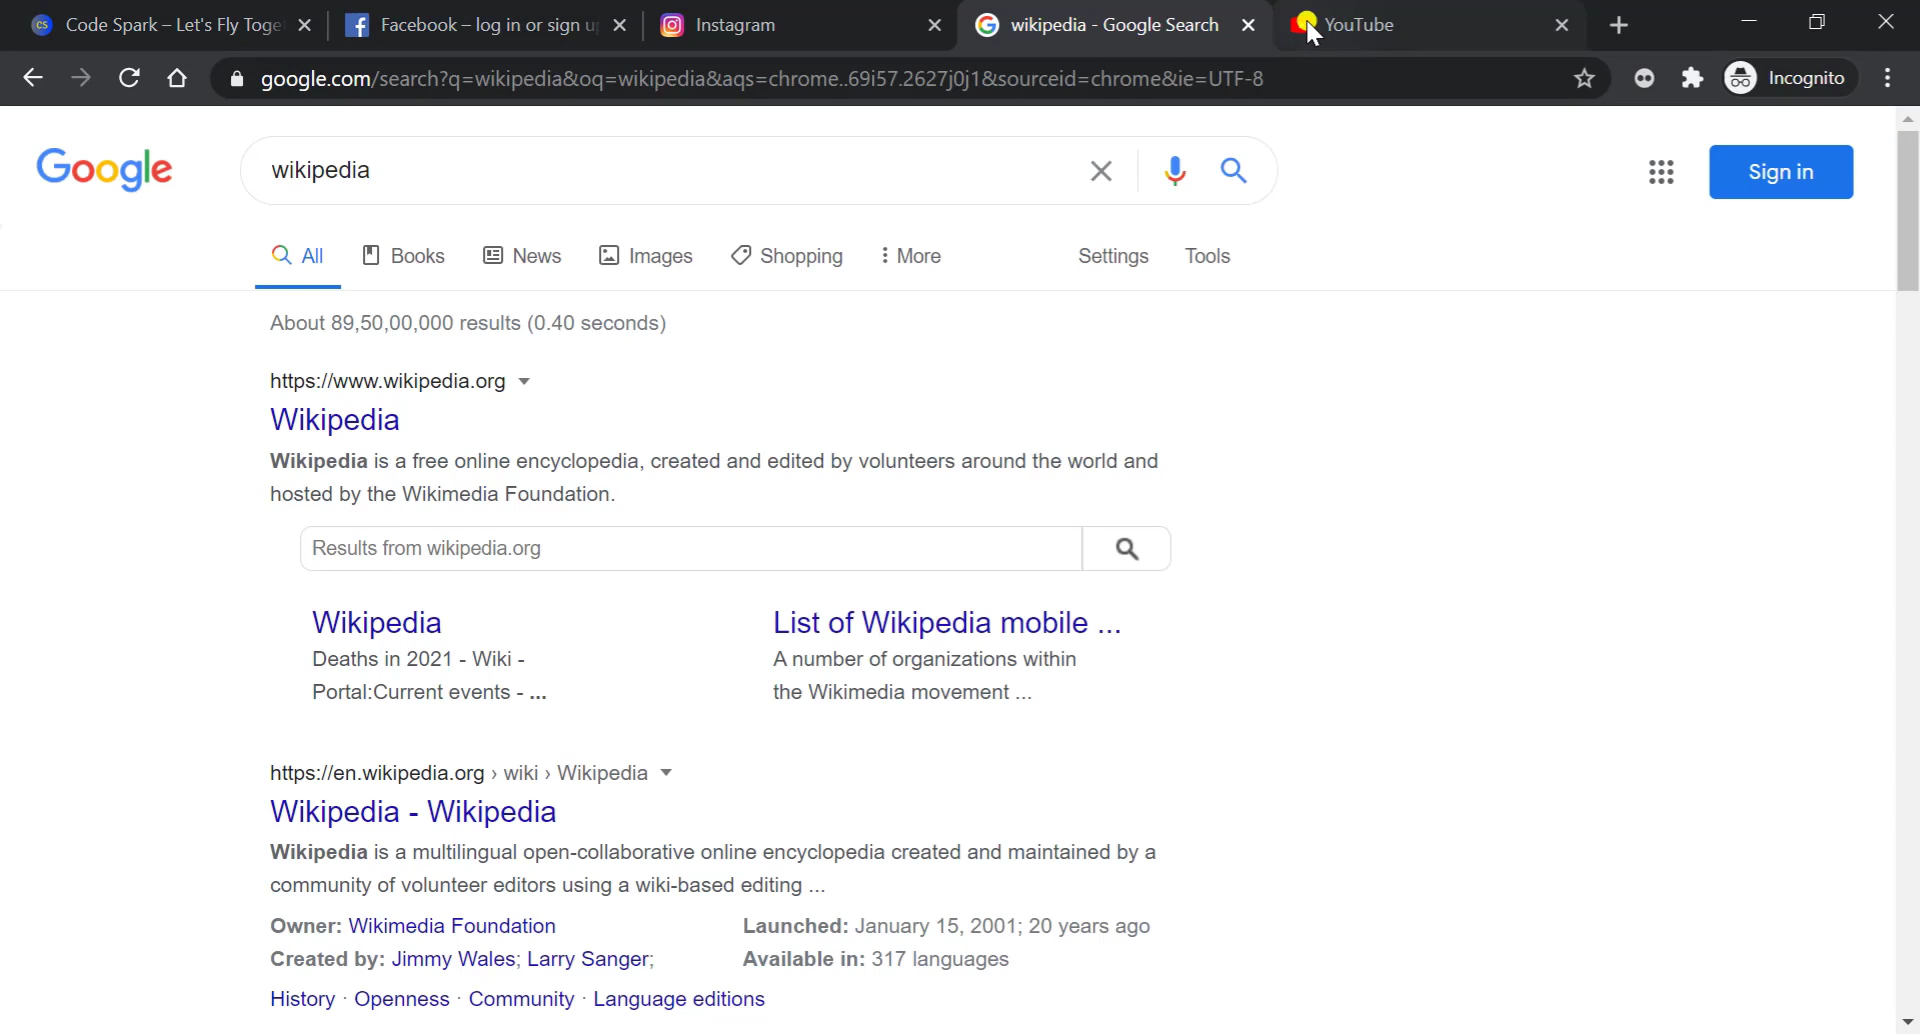 Code Spark – Let's Fly Toge
Facebook – log in or sign u
Instagram
wikipedia - Google Search
YouTube
google.com/search?q=wikipedia&oq=wikipedia&aqs=chrome..69i57.2627j0j1&sourceid=chrome&ie=UTF-8
Incognito
Google
wikipedia
Sign in
All
Books
News
Images
Shopping
More
Settings
Tools
About 89,50,00,000 results (0.40 seconds)
https://www.wikipedia.org
Wikipedia
Wikipedia is a free online encyclopedia, created and edited by volunteers around the world and
hosted by the Wikimedia Foundation.
Results from wikipedia.org
Wikipedia
Deaths in 2021 - Wiki -
Portal:Current events - ...
List of Wikipedia mobile ...
A number of organizations within
the Wikimedia movement ...
https://en.wikipedia.org › wiki › Wikipedia
Wikipedia - Wikipedia
Wikipedia is a multilingual open-collaborative online encyclopedia created and maintained by a
community of volunteer editors using a wiki-based editing ...
Owner: Wikimedia Foundation
Launched: January 15, 2001; 20 years ago
Created by: Jimmy Wales; Larry Sanger;
Available in: 317 languages
History · Openness · Community · Language editions